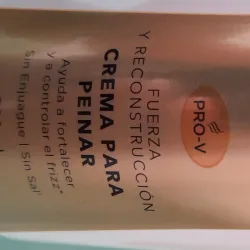 PRO-V
FUERZA
Y RECONSTRUCCIÓN
CREMA PARA
PEINAR
Ayuda a fortalecer
y a controlar el frizz*
Sin Enjuague | Sin Sal